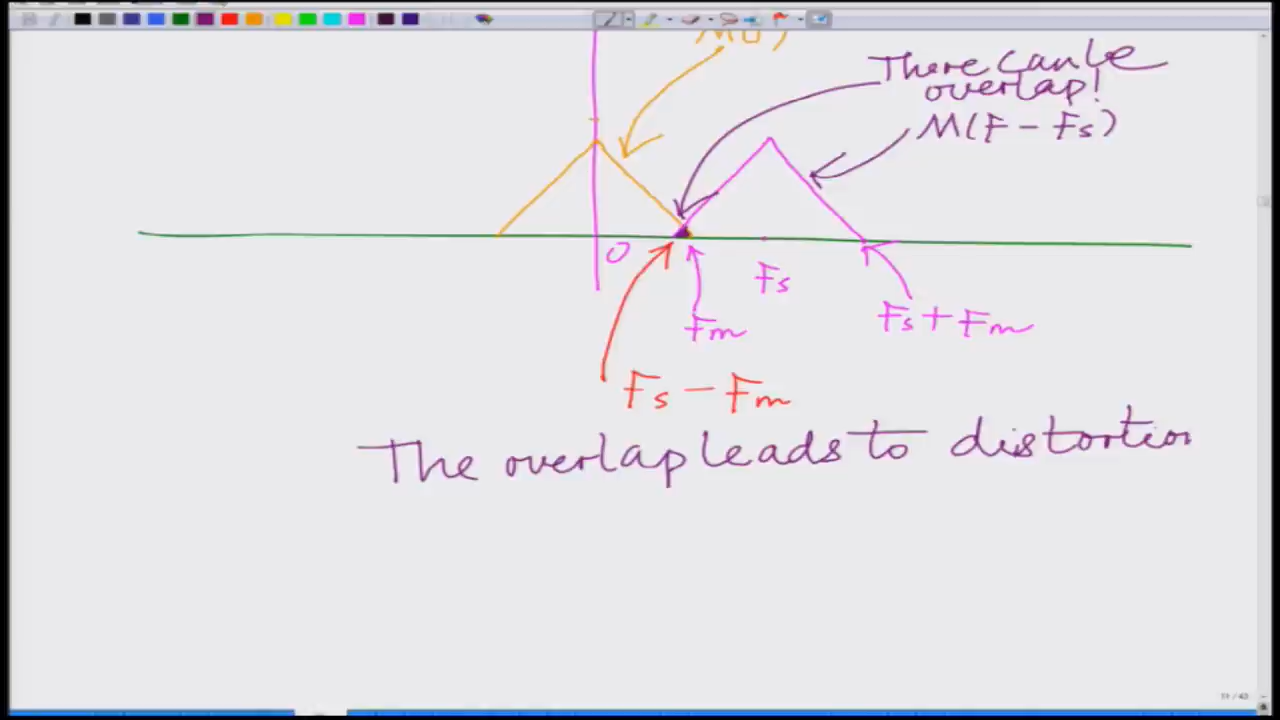 There can be
overlap!
M(F - Fs)
0
Fs
Fm
Fs + Fm
Fs - Fm
The overlap leads to distortion